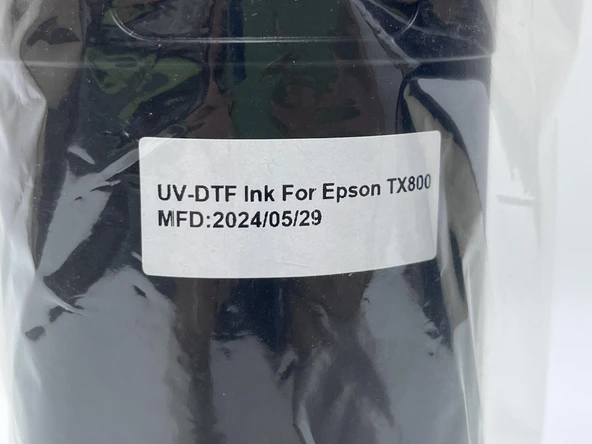 UV-DTF Ink For Epson TX800
MFD:2024/05/29